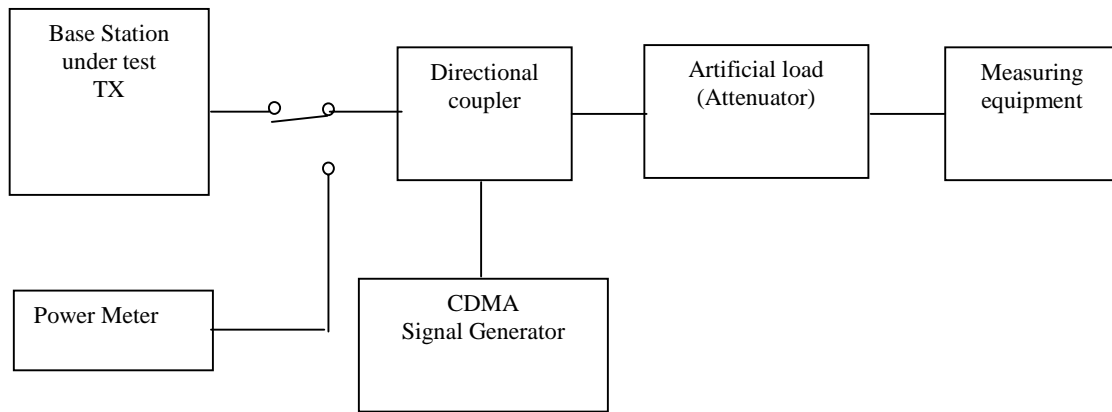 Base Station
under test
TX
Directional
coupler
Artificial load
(Attenuator)
Measuring
equipment
Power Meter
CDMA
Signal Generator